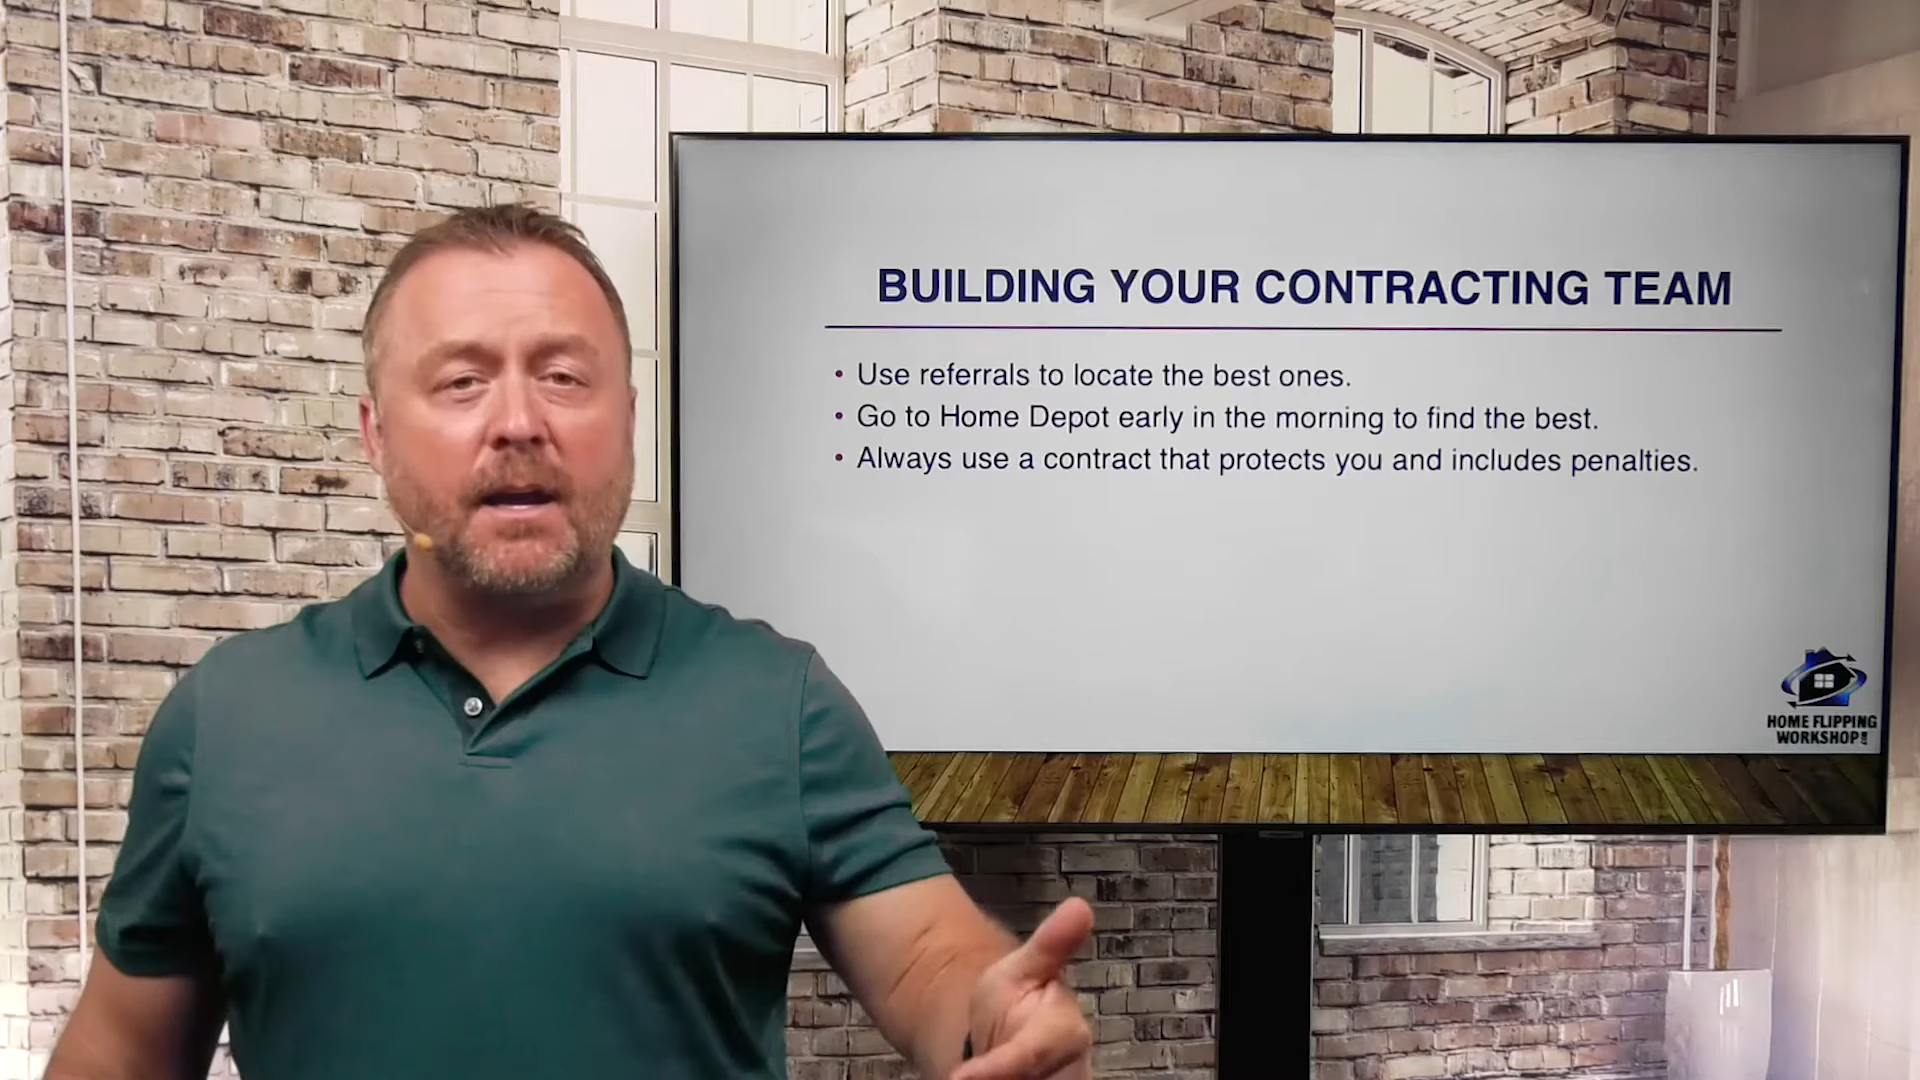 BUILDING YOUR CONTRACTING TEAM
• Use referrals to locate the best ones.
• Go to Home Depot early in the morning to find the best.
• Always use a contract that protects you and includes penalties.
HOME FLIPPING
WORKSHOP